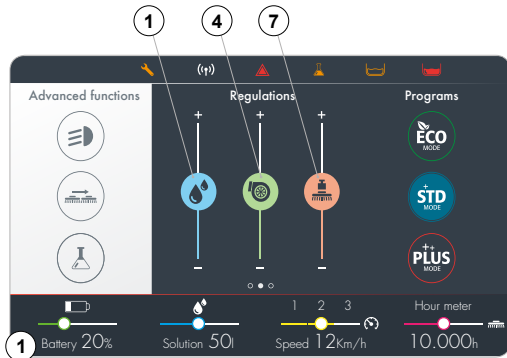 1 4 7
Advanced functions
Regulations
Programs
+ + +
ECO
MODE
+
STD
MODE
++
PLUS
MODE
- - -
1 2 3
Hour meter
1
Battery 20%
Solution 50l
Speed 12Km/h
10.000h